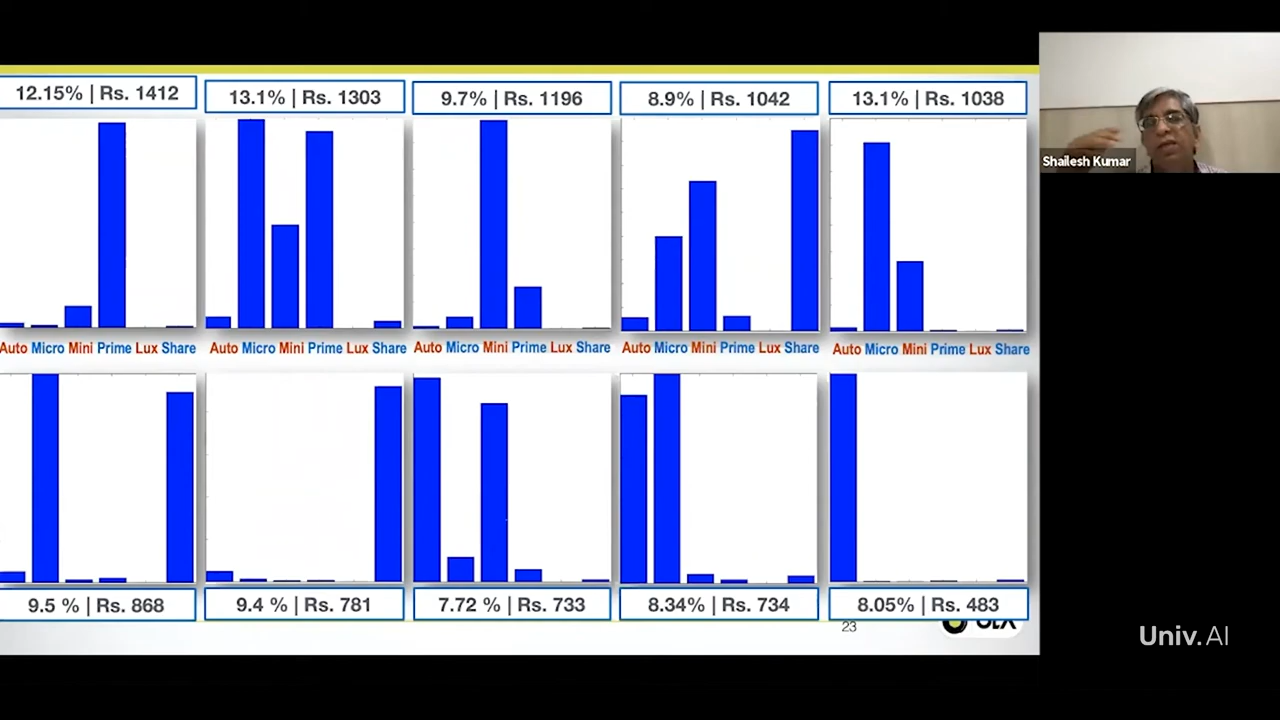 12.15% | Rs. 1412
13.1% | Rs. 1303
9.7% | Rs. 1196
8.9% | Rs. 1042
13.1% | Rs. 1038
Shailesh Kumar
Auto Micro Mini Prime Lux Share
Auto Micro Mini Prime Lux Share
Auto Micro Mini Prime Lux Share
Auto Micro Mini Prime Lux Share
Auto Micro Mini Prime Lux Share
9.5 % | Rs. 868
9.4 % | Rs. 781
7.72 % | Rs. 733
8.34% | Rs. 734
8.05% | Rs. 483
23
Univ.AI